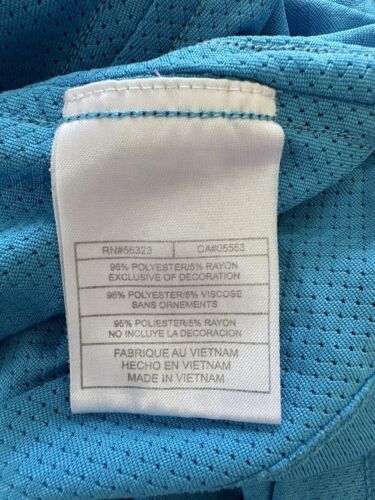 RN#56323 CA#05553
95% POLYESTER/5% RAYON
EXCLUSIVE OF DECORATION
95% POLYESTER/5% VISCOSE
SANS ORNEMENTS
95% POLIESTER/5% RAYON
NO INCLUYE LA DECORACIÓN
FABRIQUE AU VIETNAM
HECHO EN VIETNAM
MADE IN VIETNAM